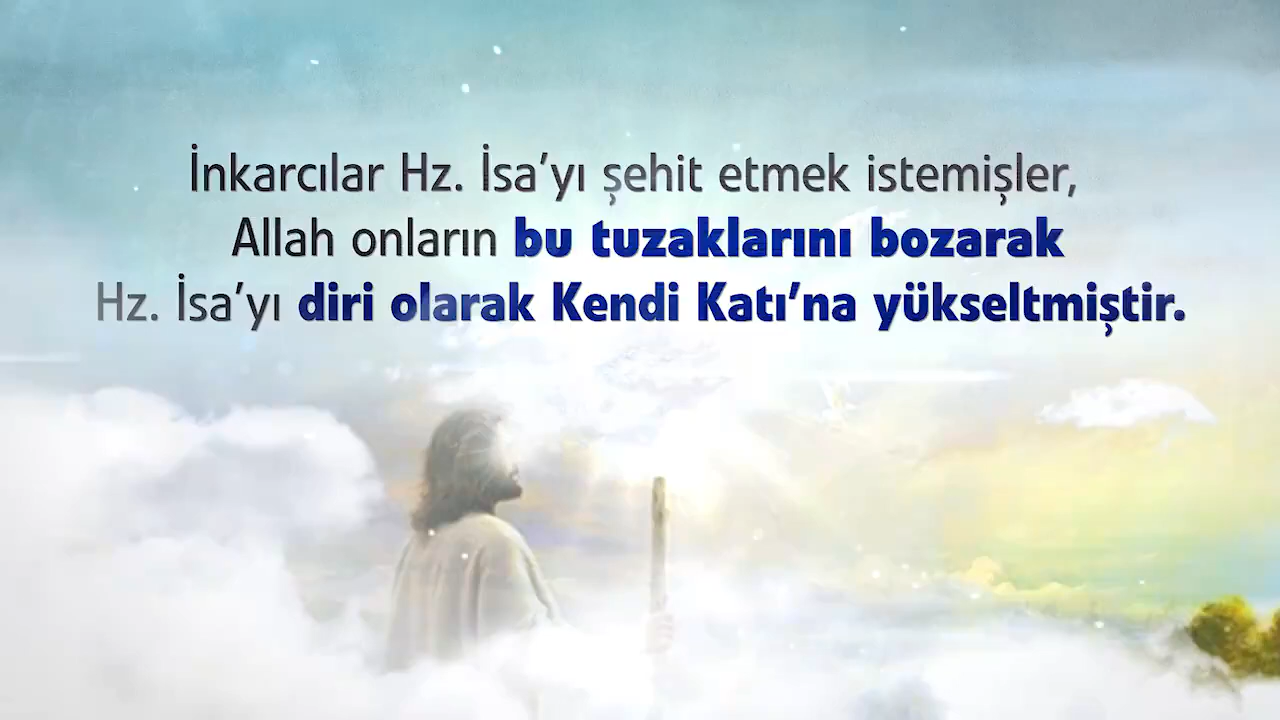 İnkarcılar Hz. İsa’yı şehit etmek istemişler,
Allah onların bu tuzaklarını bozarak
Hz. İsa’yı diri olarak Kendi Katı’na yükseltmiştir.